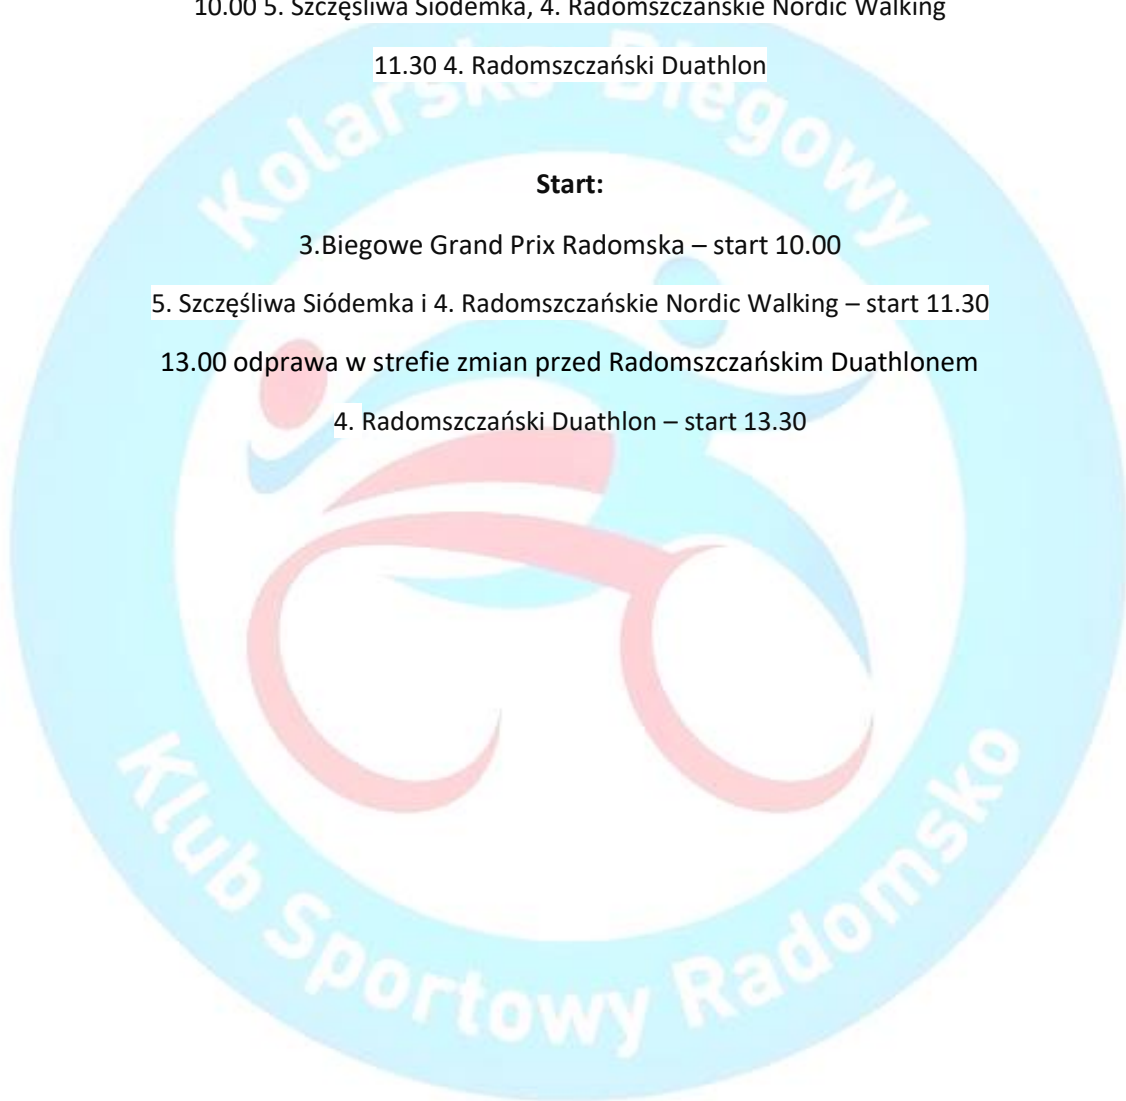 10.00 5. Szczęśliwa Siódemka, 4. Radomszczańskie Nordic Walking
11.30 4. Radomszczański Duathlon
Kolarsko Biegowy
Start:
3.Biegowe Grand Prix Radomska – start 10.00
5. Szczęśliwa Siódemka i 4. Radomszczańskie Nordic Walking – start 11.30
13.00 odprawa w strefie zmian przed Radomszczańskim Duathlonem
4. Radomszczański Duathlon – start 13.30
Klub Sportowy Radomsko